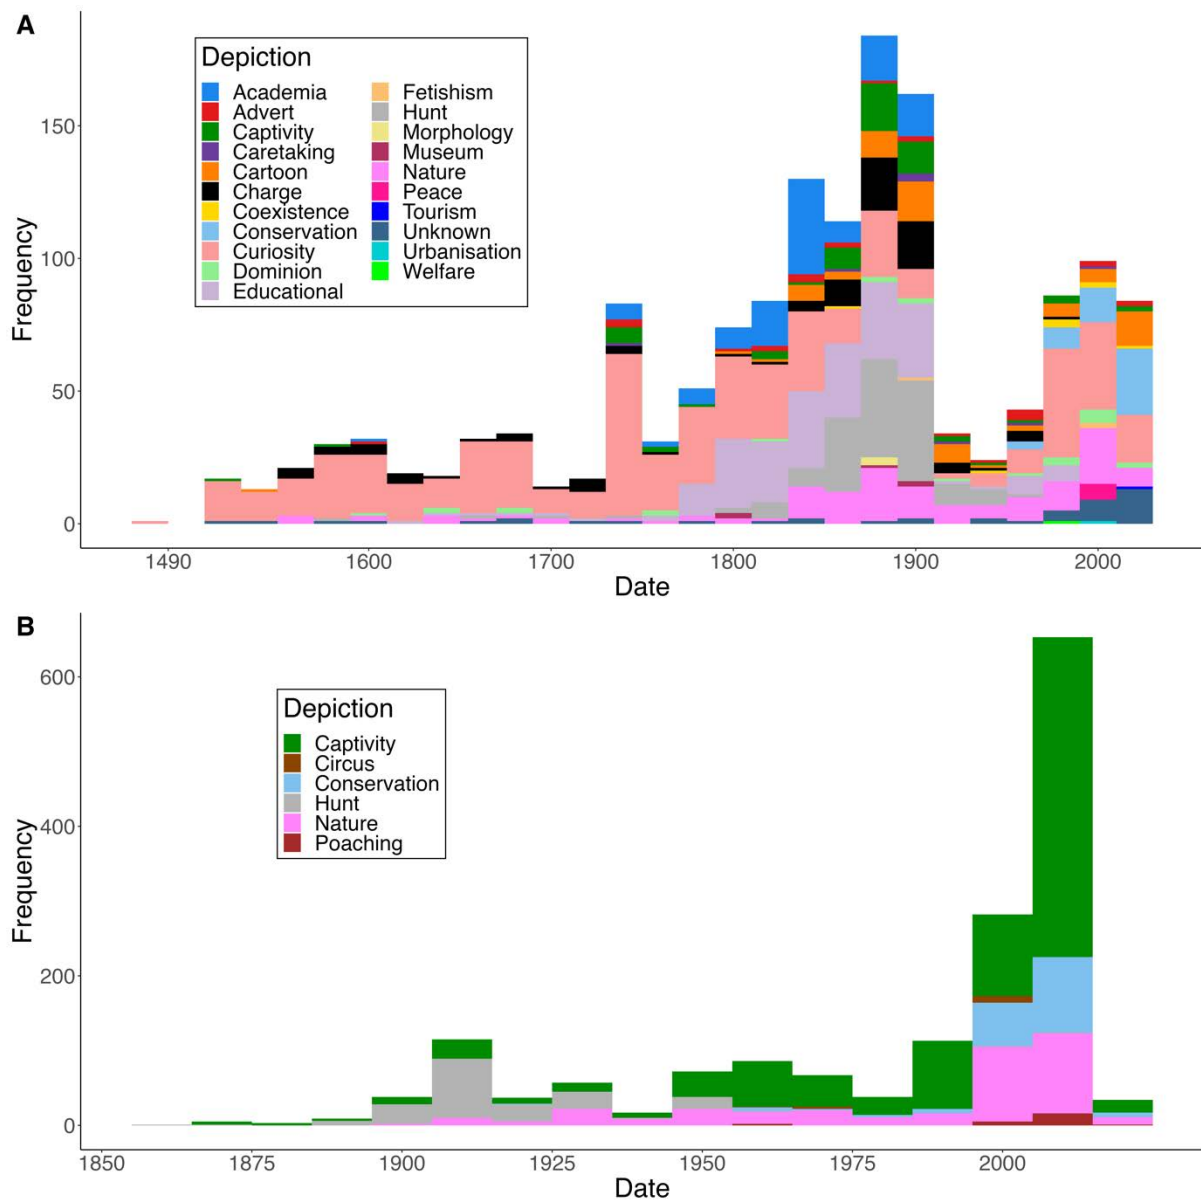 A
Depiction
Academia
Advert
Captivity
Caretaking
Cartoon
Charge
Coexistence
Conservation
Curiosity
Dominion
Educational
Fetishism
Hunt
Morphology
Museum
Nature
Peace
Tourism
Unknown
Urbanisation
Welfare
Frequency
150
100
50
0
1490
1600
1700
1800
1900
2000
Date
B
Depiction
Captivity
Circus
Conservation
Hunt
Nature
Poaching
Frequency
600
400
200
0
1850
1875
1900
1925
1950
1975
2000
Date